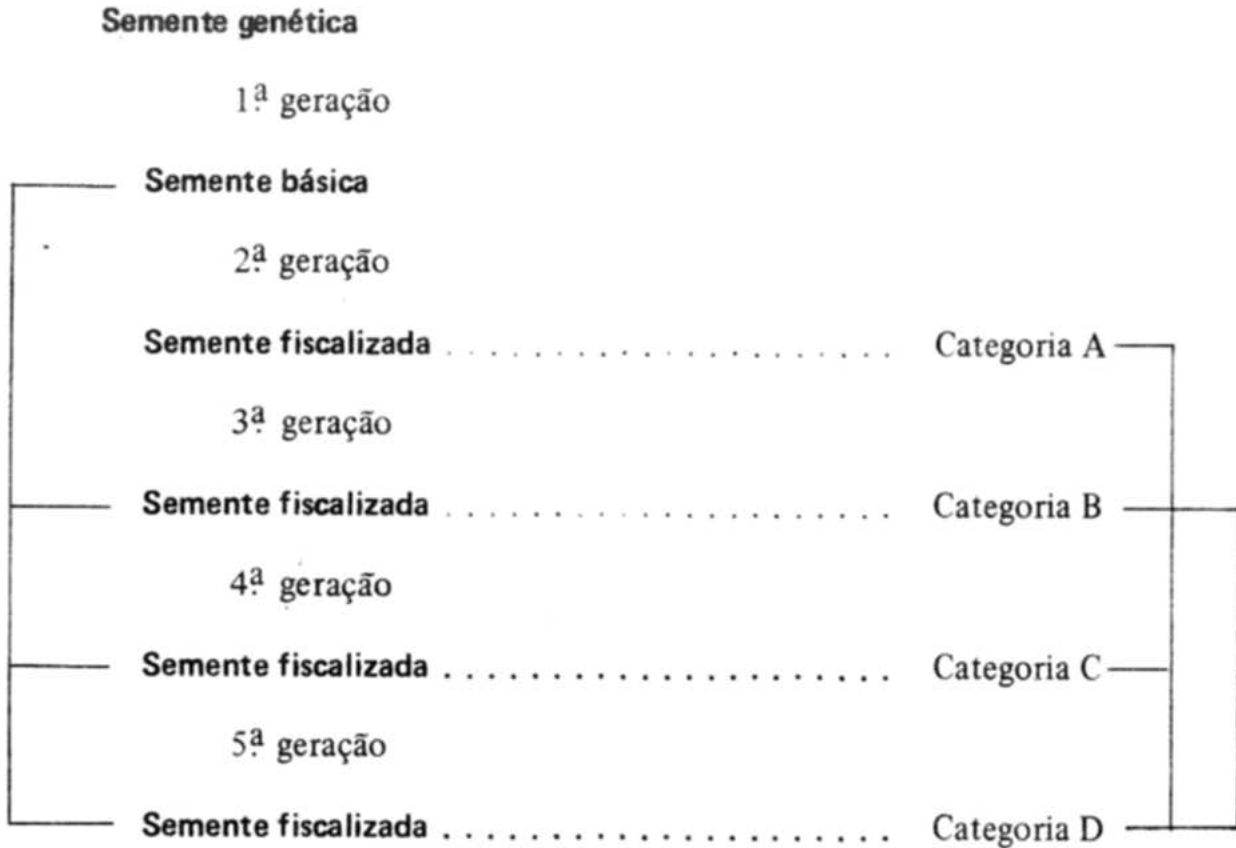 Semente genética
1ª geração
Semente básica
2ª geração
Semente fiscalizada . . . . . . . . . . . . . . . . . . . . Categoria A
3ª geração
Semente fiscalizada . . . . . . . . . . . . . . . . . . . . Categoria B
4ª geração
Semente fiscalizada . . . . . . . . . . . . . . . . . . . . Categoria C
5ª geração
Semente fiscalizada . . . . . . . . . . . . . . . . . . . . Categoria D